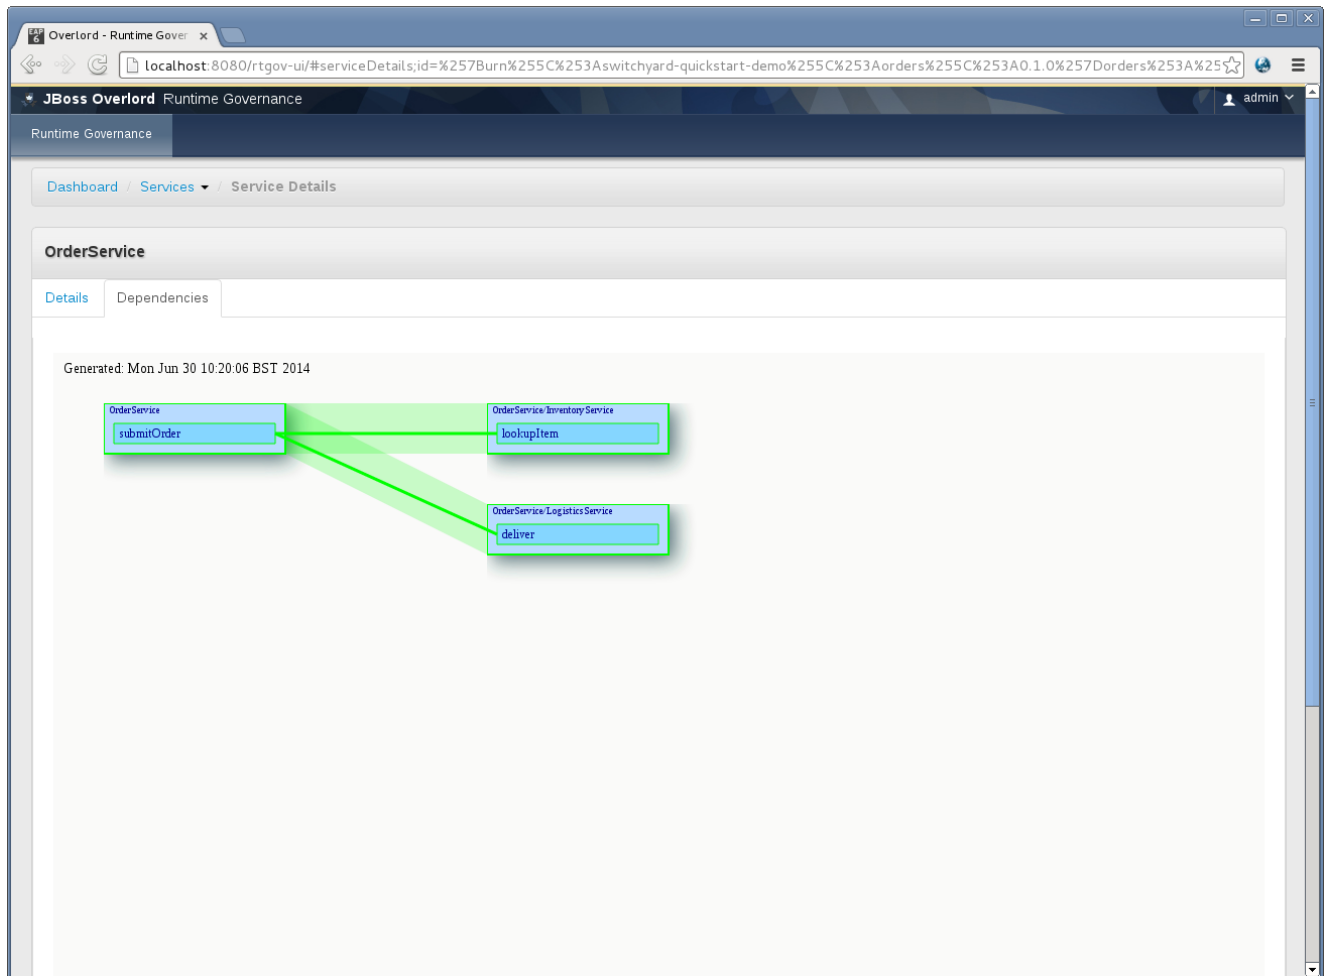 EAP 6 Overlord - Runtime Gover x
localhost:8080/rtgov-ui/#serviceDetails;id=%257Burn%255C%253Aswitchyard-quickstart-demo%255C%253Aorders%255C%253A0.1.0%257Dorders%253A%25
JBoss Overlord Runtime Governance admin
Runtime Governance
Dashboard / Services / Service Details
OrderService
Details Dependencies
Generated: Mon Jun 30 10:20:06 BST 2014
OrderService OrderService/InventoryService
submitOrder lookupItem
OrderService/LogisticsService
deliver